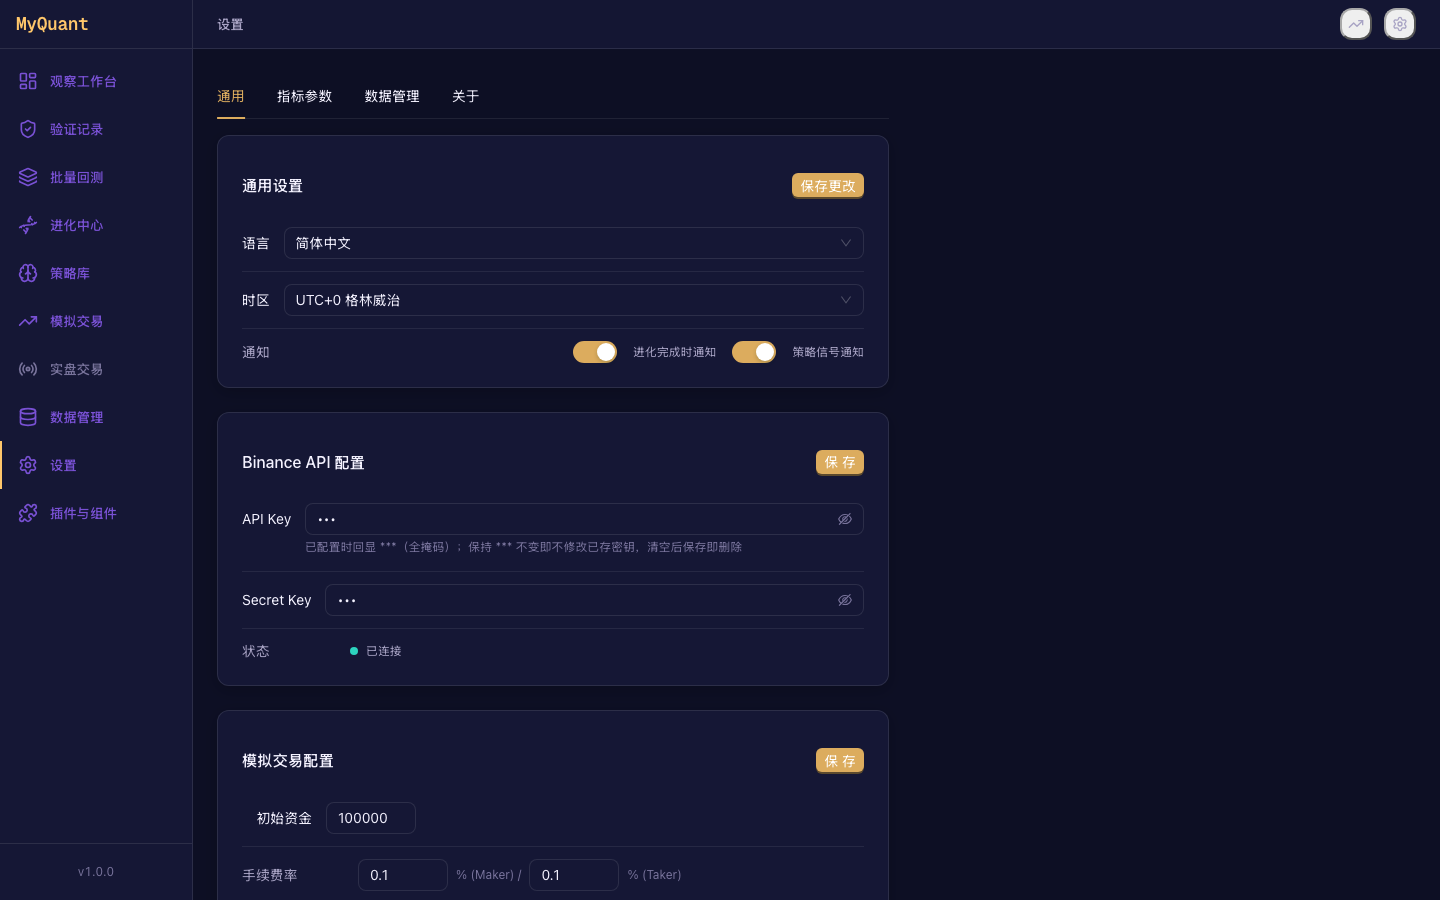 MyQuant
设置
观察工作台
验证记录
批量回测
进化中心
策略库
模拟交易
实盘交易
数据管理
设置
插件与组件
v1.0.0
通用 指标参数 数据管理 关于
通用设置 保存更改
语言 简体中文
时区 UTC+0 格林威治
通知 进化完成时通知 策略信号通知
Binance API 配置 保 存
API Key •••
已配置时回显 ***（全掩码）；保持 *** 不变即不修改已存密钥，清空后保存即删除
Secret Key •••
状态 已连接
模拟交易配置 保 存
初始资金 100000
手续费率 0.1 % (Maker) / 0.1 % (Taker)